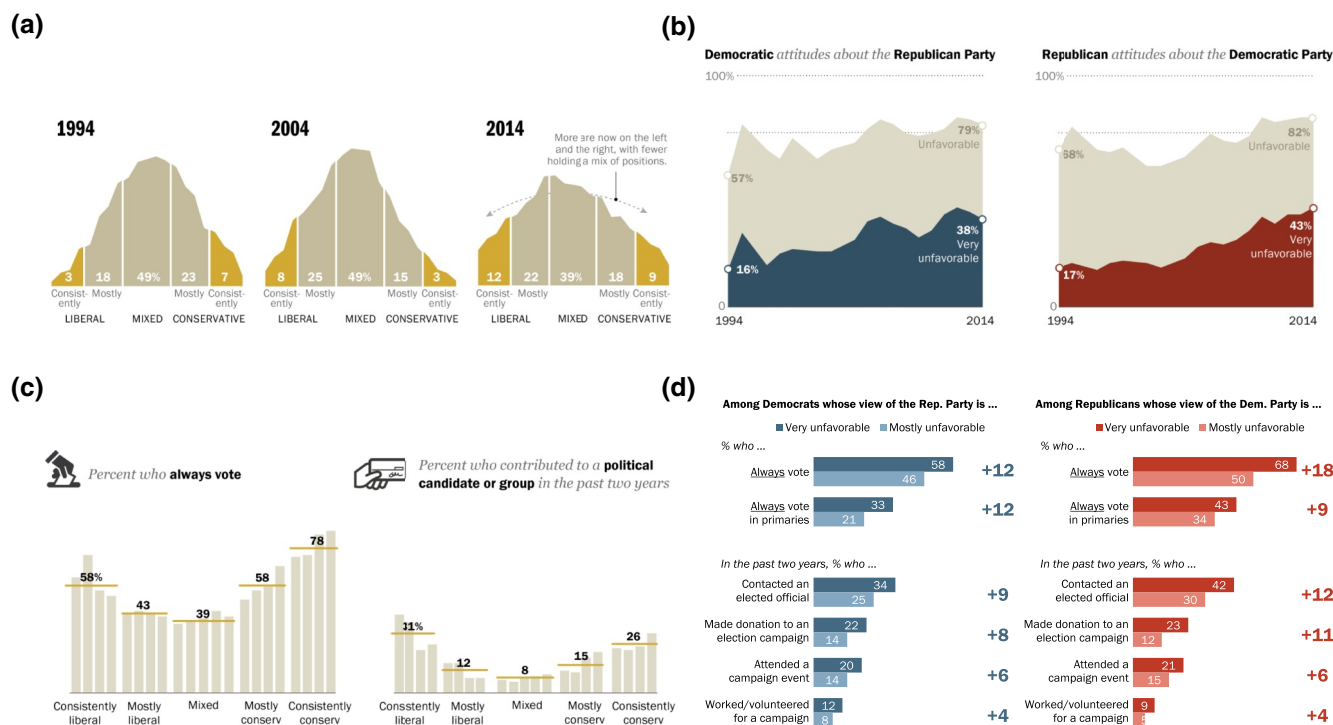 (a)
1994
2004
2014
More are now on the left
and the right, with fewer
holding a mix of positions.
3 18 49% 23 7
8 25 49% 15 3
12 22 39% 18 9
Consist-
ently Mostly Mostly Consist-
ently
LIBERAL MIXED CONSERVATIVE
Consist-
ently Mostly Mostly Consist-
ently
LIBERAL MIXED CONSERVATIVE
Consist-
ently Mostly Mostly Consist-
ently
LIBERAL MIXED CONSERVATIVE
(b)
Democratic attitudes about the Republican Party
100%
79%
Unfavorable
57%
38%
Very
unfavorable
16%
0
1994 2014
Republican attitudes about the Democratic Party
100%
82%
Unfavorable
68%
43%
Very
unfavorable
17%
0
1994 2014
(c)
Percent who always vote
58% 43 39 58 78
Consistently
liberal
Mostly
liberal
Mixed
Mostly
conserv
Consistently
conserv
Percent who contributed to a political
candidate or group in the past two years
31% 12 8 15 26
Consstently
liberal
Mostly
liberal
Mixed
Mostly
conserv
Consistently
conserv
(d)
Among Democrats whose view of the Rep. Party is ...
Very unfavorable Mostly unfavorable
% who ...
Always vote 58 46 +12
Always vote
in primaries 33 21 +12
In the past two years, % who ...
Contacted an
elected official 34 25 +9
Made donation to an
election campaign 22 14 +8
Attended a
campaign event 20 14 +6
Worked/volunteered
for a campaign 12 8 +4
Among Republicans whose view of the Dem. Party is ...
Very unfavorable Mostly unfavorable
% who ...
Always vote 68 50 +18
Always vote
in primaries 43 34 +9
In the past two years, % who ...
Contacted an
elected official 42 30 +12
Made donation to an
election campaign 23 12 +11
Attended a
campaign event 21 15 +6
Worked/volunteered
for a campaign 9 5 +4